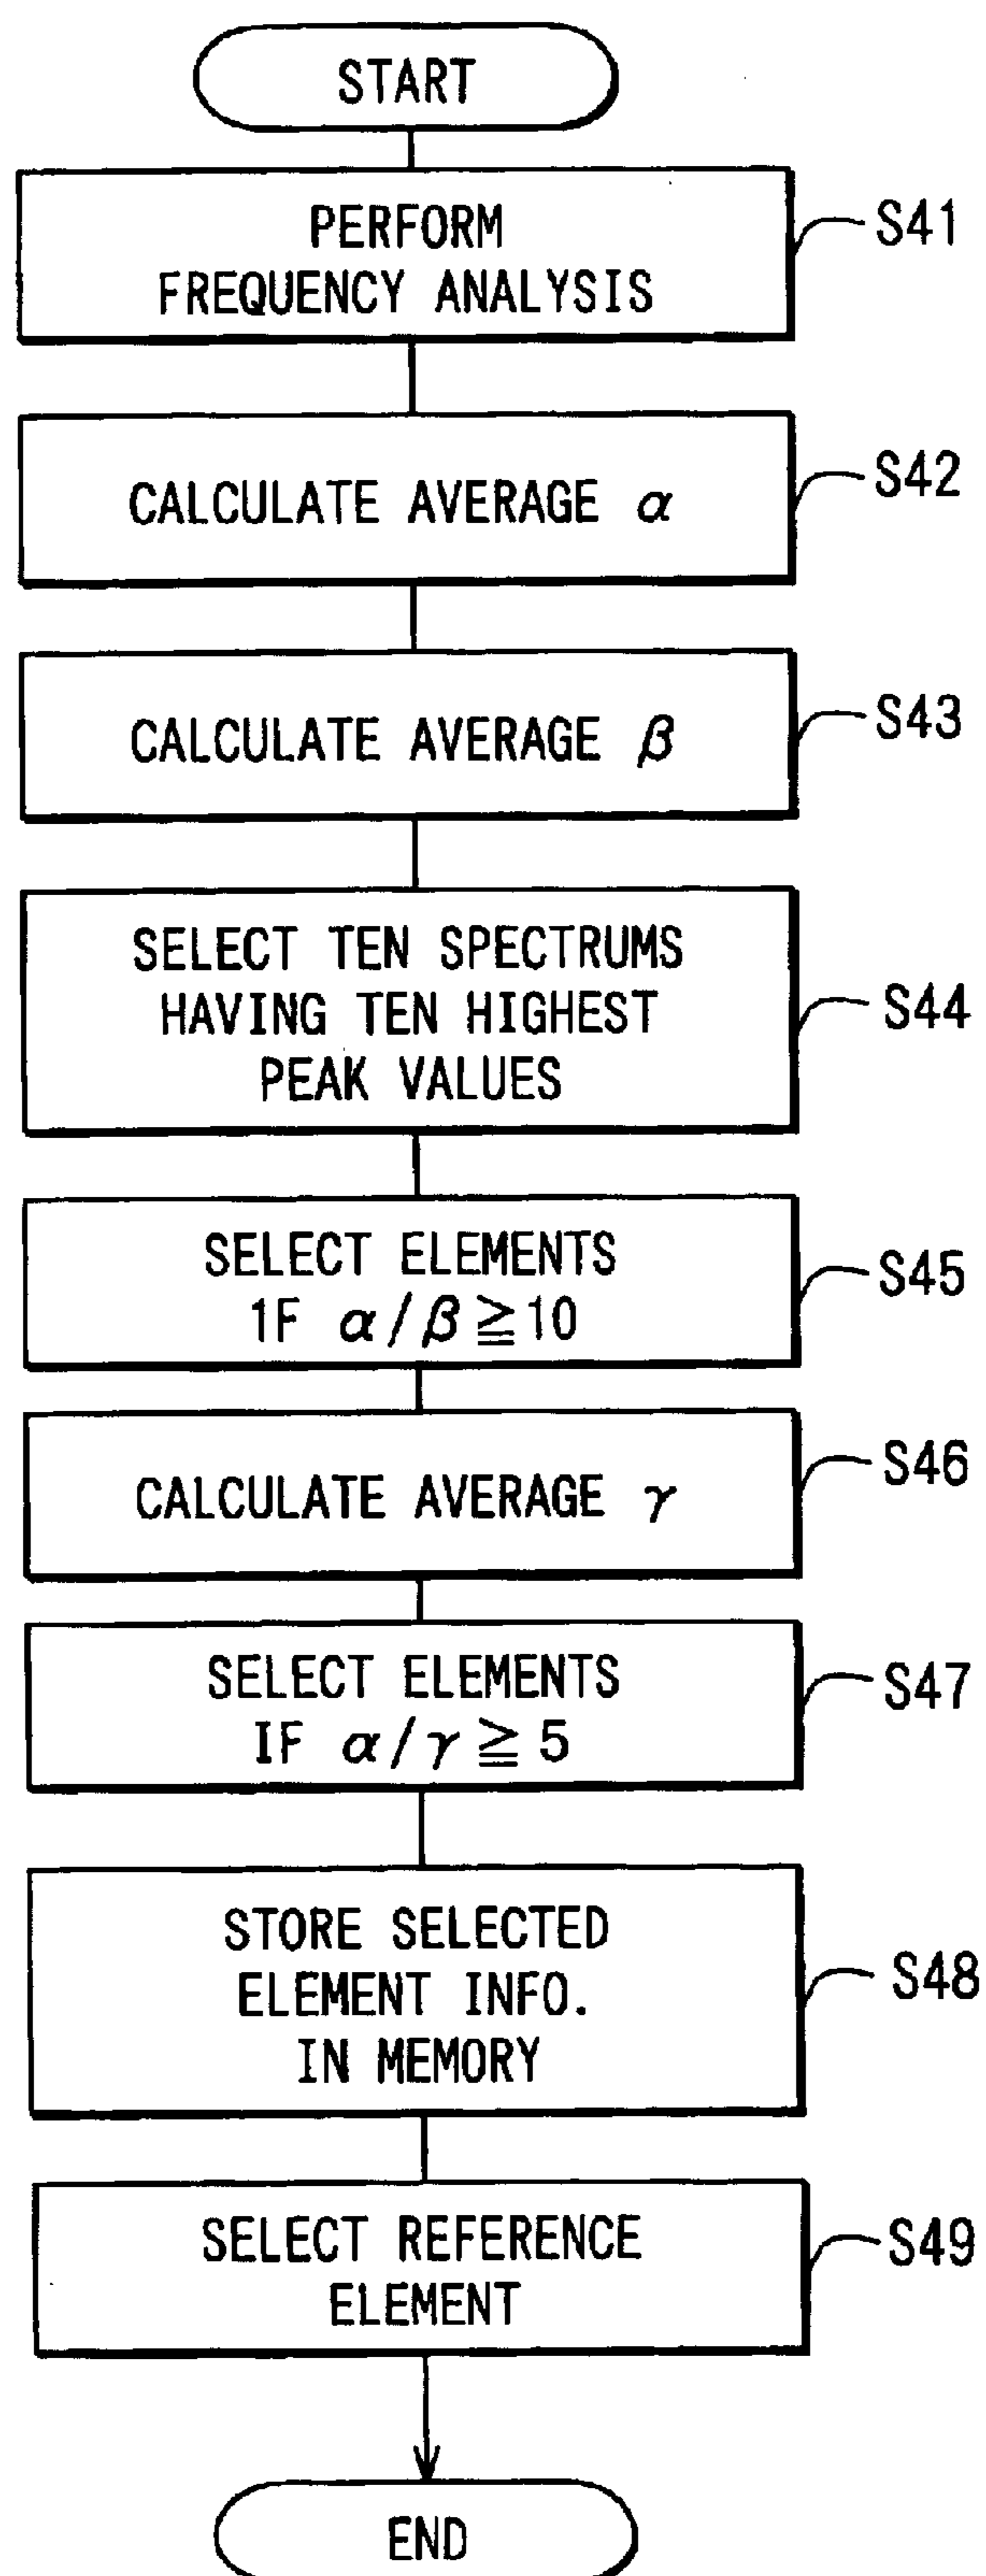 START
PERFORM
FREQUENCY ANALYSIS
S41
CALCULATE AVERAGE α
S42
CALCULATE AVERAGE β
S43
SELECT TEN SPECTRUMS
HAVING TEN HIGHEST
PEAK VALUES
S44
SELECT ELEMENTS
1F α/β≧10
S45
CALCULATE AVERAGE γ
S46
SELECT ELEMENTS
IF α/γ≧5
S47
STORE SELECTED
ELEMENT INFO.
IN MEMORY
S48
SELECT REFERENCE
ELEMENT
S49
END